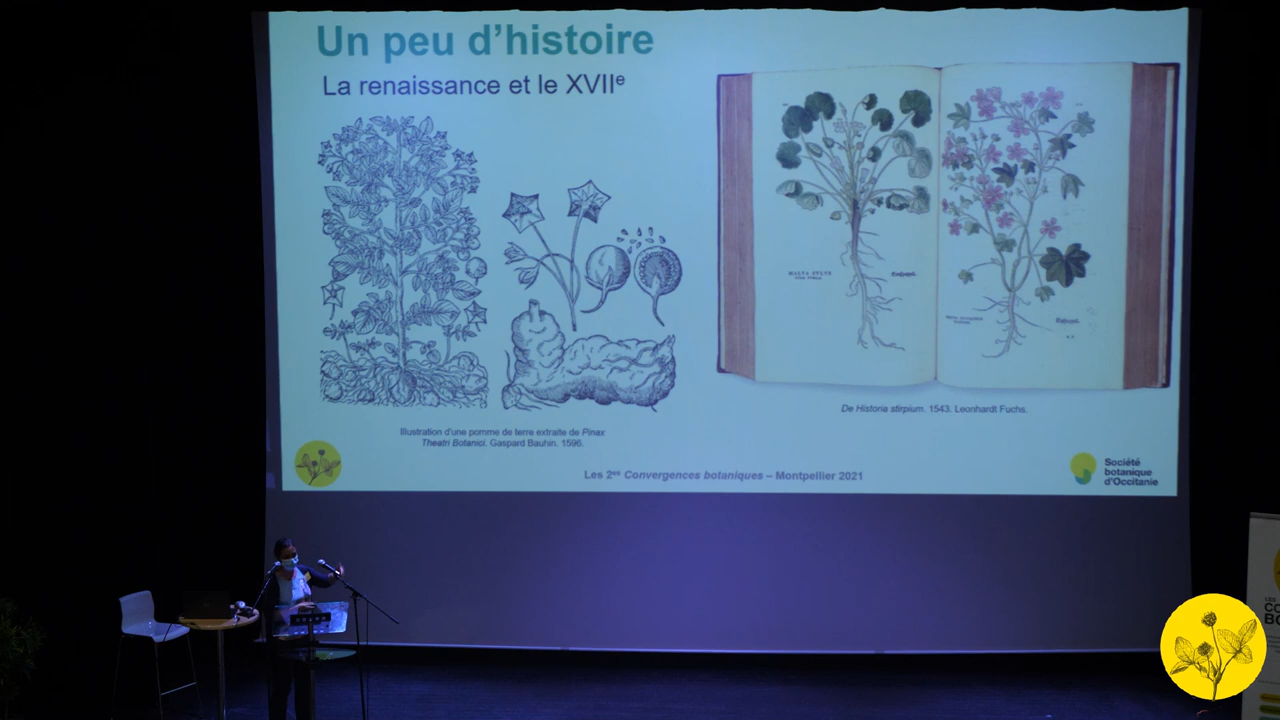 Un peu d’histoire
La renaissance et le XVIIe
Illustration d'une pomme de terre extraite de Pinax
Theatri Botanici. Gaspard Bauhin. 1596.
De Historia stirpium. 1543. Leonhardt Fuchs.
Les 2es Convergences botaniques – Montpellier 2021
Société
botanique
d'Occitanie
LES